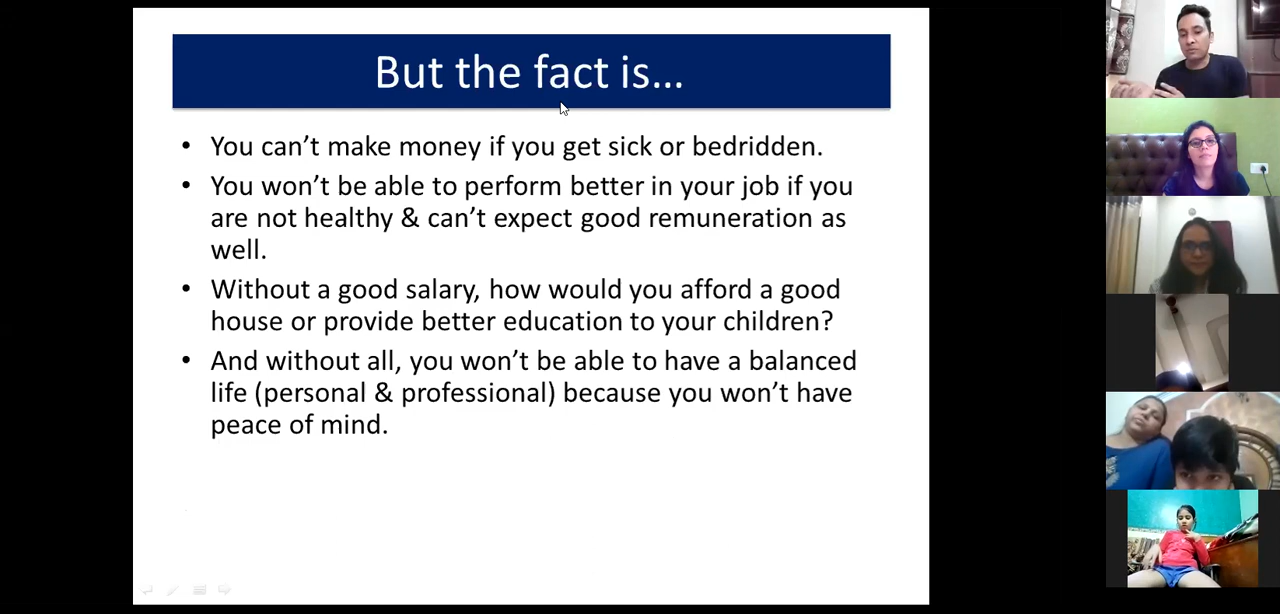 But the fact is...
• You can’t make money if you get sick or bedridden.
• You won’t be able to perform better in your job if you
are not healthy & can’t expect good remuneration as
well.
• Without a good salary, how would you afford a good
house or provide better education to your children?
• And without all, you won’t be able to have a balanced
life (personal & professional) because you won’t have
peace of mind.